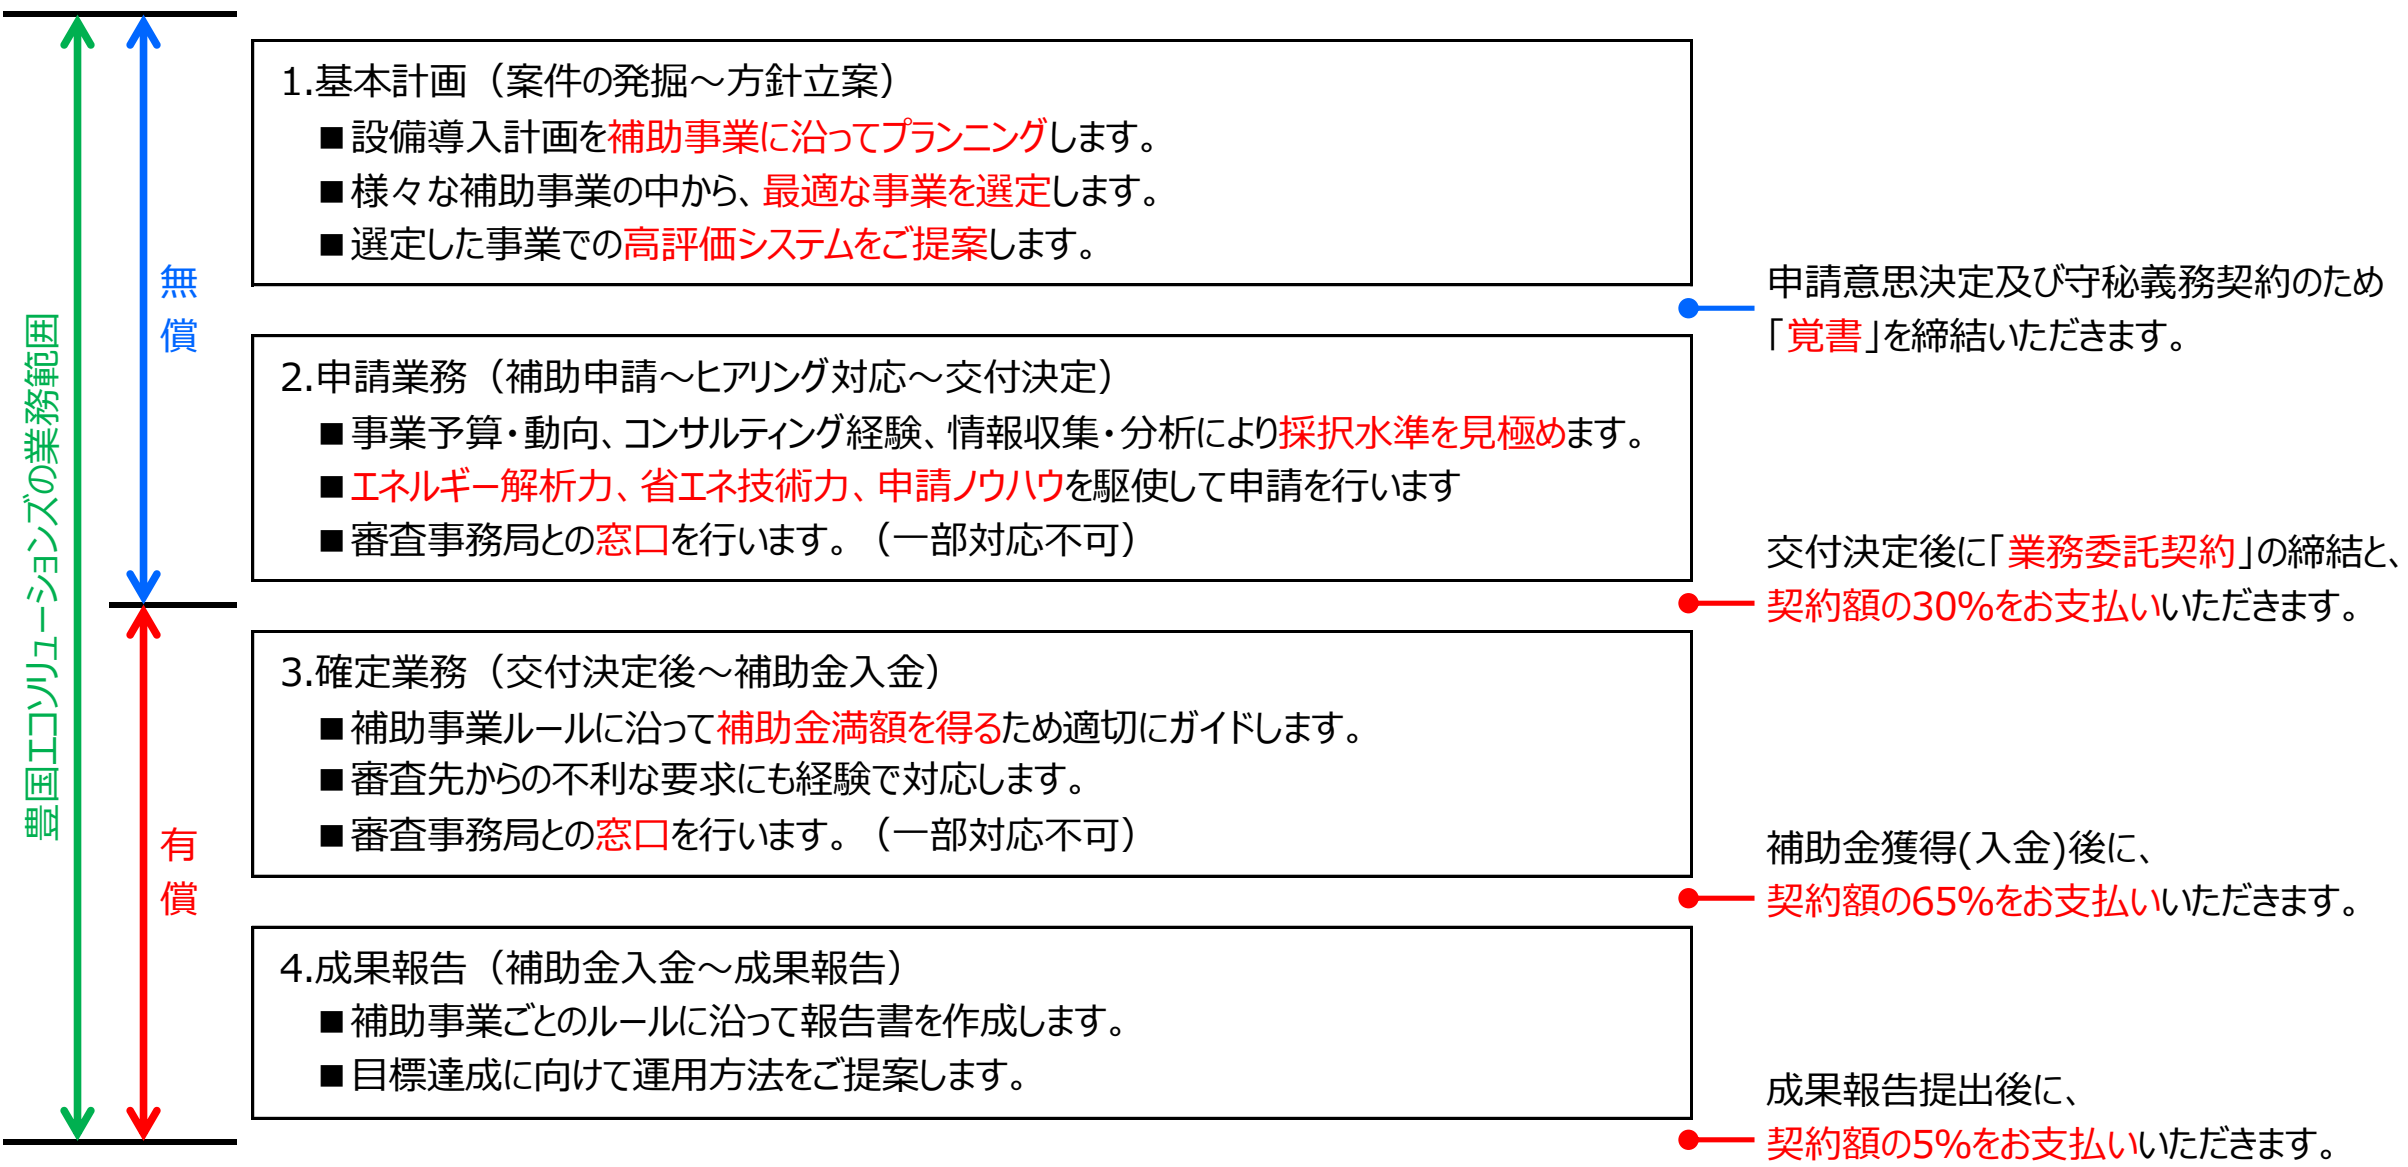 豊国エコソリューションズの業務範囲
無償
有償
1.基本計画（案件の発掘～方針立案）
■設備導入計画を補助事業に沿ってプランニングします。
■様々な補助事業の中から、最適な事業を選定します。
■選定した事業での高評価システムをご提案します。
申請意思決定及び守秘義務契約のため
「覚書」を締結いただきます。
2.申請業務（補助申請～ヒアリング対応～交付決定）
■事業予算・動向、コンサルティング経験、情報収集・分析により採択水準を見極めます。
■エネルギー解析力、省エネ技術力、申請ノウハウを駆使して申請を行います
■審査事務局との窓口を行います。（一部対応不可）
交付決定後に「業務委託契約」の締結と、
契約額の30%をお支払いいただきます。
3.確定業務（交付決定後～補助金入金）
■補助事業ルールに沿って補助金満額を得るため適切にガイドします。
■審査先からの不利な要求にも経験で対応します。
■審査事務局との窓口を行います。（一部対応不可）
補助金獲得(入金)後に、
契約額の65%をお支払いいただきます。
4.成果報告（補助金入金～成果報告）
■補助事業ごとのルールに沿って報告書を作成します。
■目標達成に向けて運用方法をご提案します。
成果報告提出後に、
契約額の5%をお支払いいただきます。